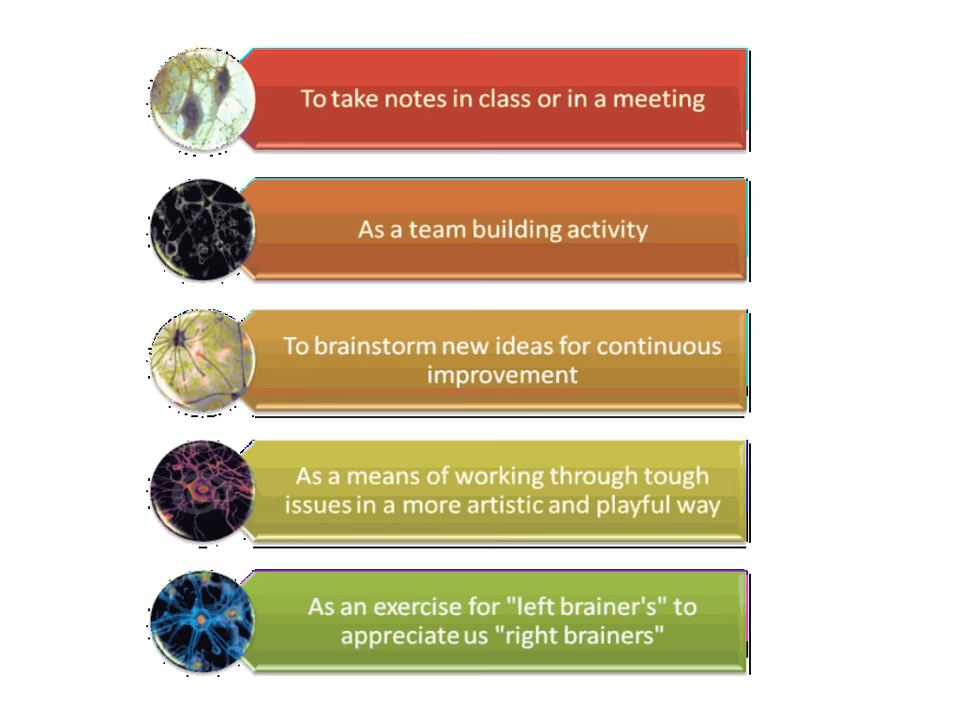 To take notes in class or in a meeting
As a team building activity
To brainstorm new ideas for continuous
improvement
As a means of working through tough
issues in a more artistic and playful way
As an exercise for "left brainer's" to
appreciate us "right brainers"